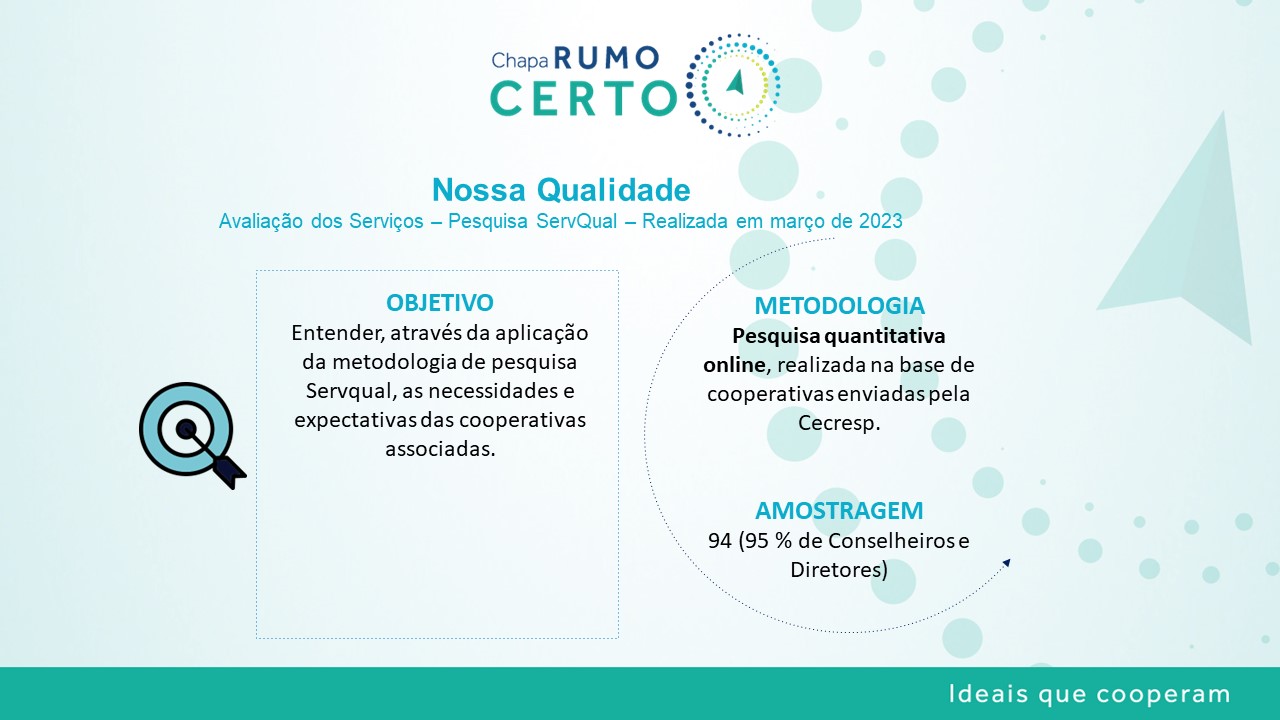 Chapa RUMO
CERTO
Nossa Qualidade
Avaliação dos Serviços – Pesquisa ServQual – Realizada em março de 2023
OBJETIVO
Entender, através da aplicação
da metodologia de pesquisa
Servqual, as necessidades e
expectativas das cooperativas
associadas.
METODOLOGIA
Pesquisa quantitativa
online, realizada na base de
cooperativas enviadas pela
Cecresp.
AMOSTRAGEM
94 (95 % de Conselheiros e
Diretores)
Ideais que cooperam